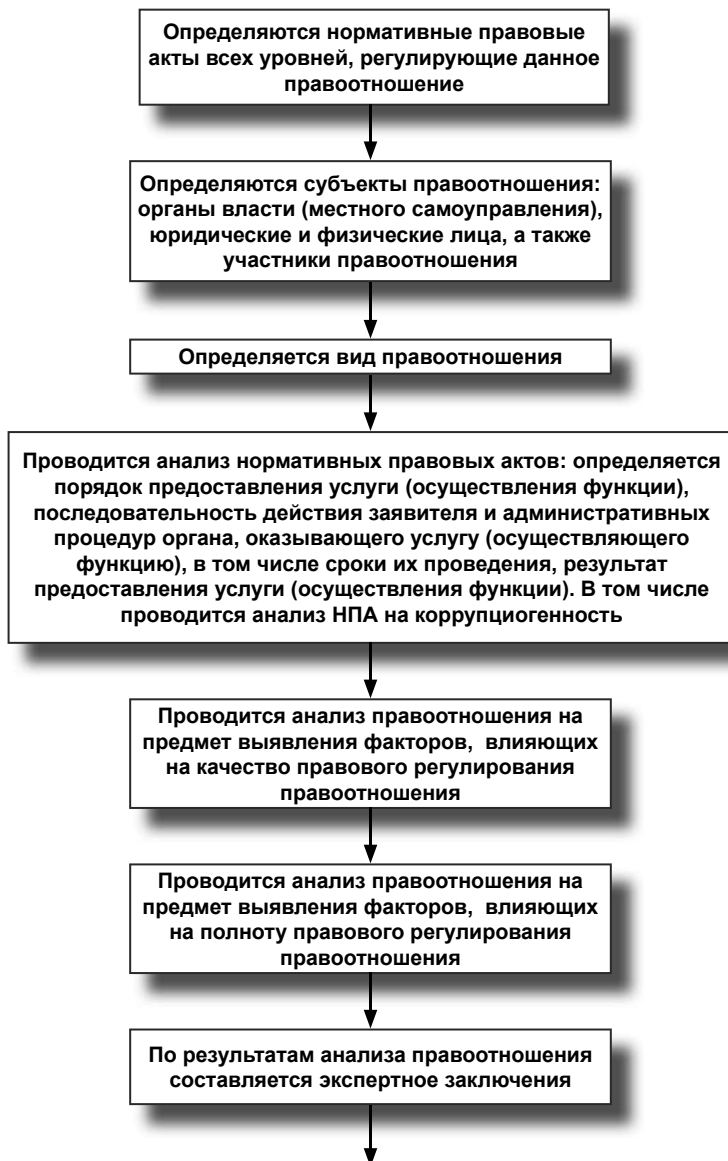 Определяются нормативные правовые
акты всех уровней, регулирующие данное
правоотношение
Определяются субъекты правоотношения:
органы власти (местного самоуправления),
юридические и физические лица, а также
участники правоотношения
Определяется вид правоотношения
Проводится анализ нормативных правовых актов: определяется
порядок предоставления услуги (осуществления функции),
последовательность действия заявителя и административных
процедур органа, оказывающего услугу (осуществляющего
функцию), в том числе сроки их проведения, результат
предоставления услуги (осуществления функции). В том числе
проводится анализ НПА на коррупциогенность
Проводится анализ правоотношения на
предмет выявления факторов, влияющих
на качество правового регулирования
правоотношения
Проводится анализ правоотношения на
предмет выявления факторов, влияющих
на полноту правового регулирования
правоотношения
По результатам анализа правоотношения
составляется экспертное заключения